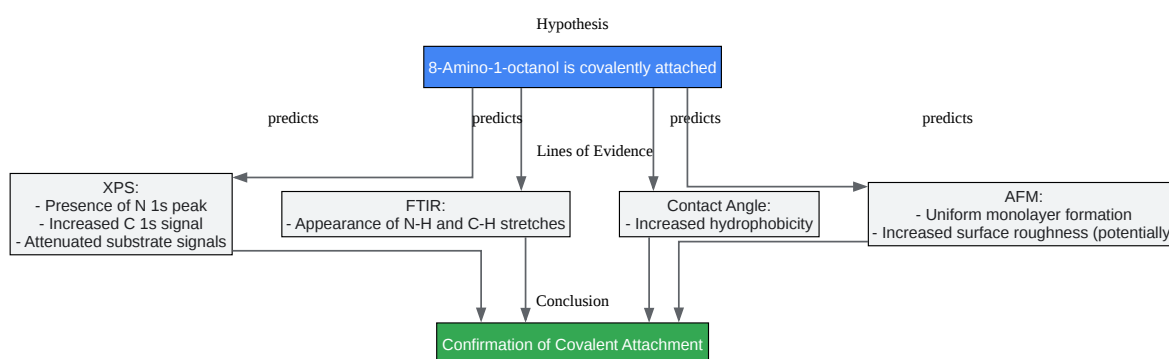 Hypothesis
8-Amino-1-octanol is covalently attached
predicts
predicts
predicts
predicts
Lines of Evidence
XPS:
- Presence of N 1s peak
- Increased C 1s signal
- Attenuated substrate signals
FTIR:
- Appearance of N-H and C-H stretches
Contact Angle:
- Increased hydrophobicity
AFM:
- Uniform monolayer formation
- Increased surface roughness (potentially
Conclusion
Confirmation of Covalent Attachment